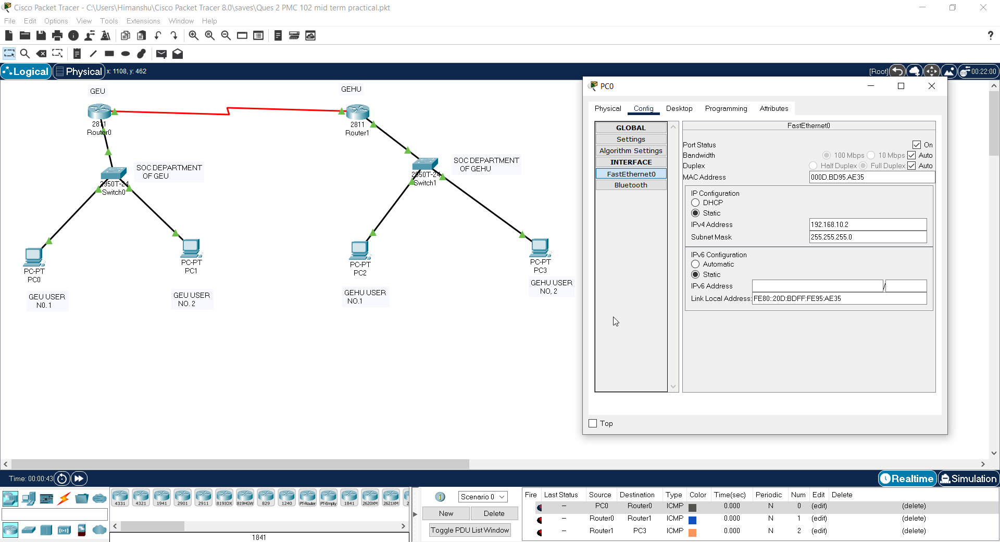 Cisco Packet Tracer - C:\Users\Himanshu\Cisco Packet Tracer 8.0\saves\Ques 2 PMC 102 mid term practical.pkt
File Edit Options View Tools Extensions Window Help
?
Logical Physical x: 1108, y: 462 [Root] 00:22:00
GEU
2811
Router0
GEHU
2811
Router1
SOC DEPARTMENT
OF GEU
2950T-24
Switch0
SOC DEPARTMENT
OF GEHU
2950T-24
Switch1
PC-PT
PC0
GEU USER
N0. 1
PC-PT
PC1
GEU USER
NO. 2
PC-PT
PC2
GEHU USER
NO.1
PC-PT
PC3
GEHU USER
NO, 2
PC0
Physical Config Desktop Programming Attributes
GLOBAL
Settings
Algorithm Settings
INTERFACE
FastEthernet0
Bluetooth
FastEthernet0
Port Status On
Bandwidth 100 Mbps 10 Mbps Auto
Duplex Half Duplex Full Duplex Auto
MAC Address 000D.BD95.AE35
IP Configuration
DHCP
Static
IPv4 Address 192.168.10.2
Subnet Mask 255.255.255.0
IPv6 Configuration
Automatic
Static
IPv6 Address /
Link Local Address: FE80::20D:BDFF:FE95:AE35
Top
Time: 00:00:43 Realtime Simulation
4331 4321 1941 2901 2911 819IOX 819HGW 829 1240 PT-Router PT-Empty 1841 2620XM 2621XM 2
1841
Scenario 0
New Delete
Toggle PDU List Window
Fire Last Status Source Destination Type Color Time(sec) Periodic Num Edit Delete
-- PC0 Router0 ICMP 0.000 N 0 (edit) (delete)
-- Router0 Router1 ICMP 0.000 N 1 (edit) (delete)
-- Router1 PC3 ICMP 0.000 N 2 (edit) (delete)